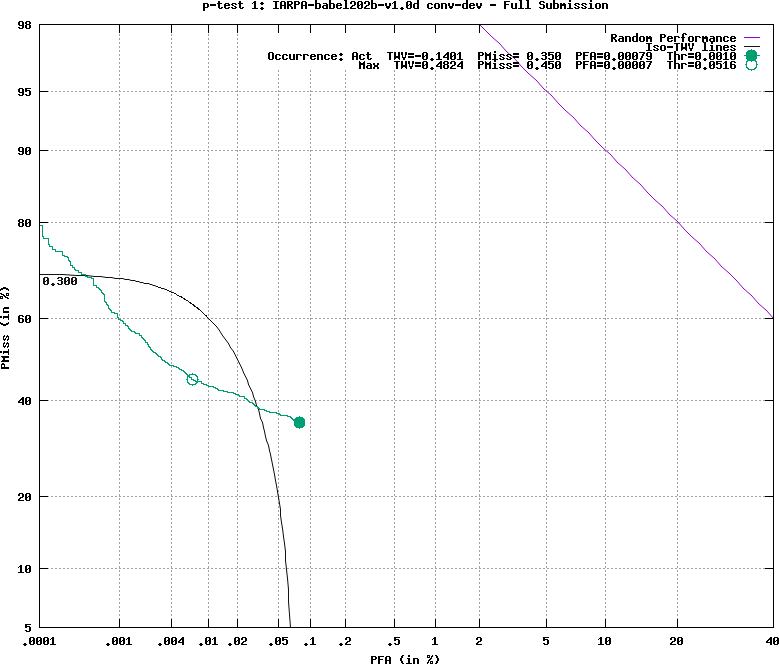 p-test 1: IARPA-babel202b-v1.0d conv-dev - Full Submission
Random Performance
Iso-TWV lines
Occurrence: Act TWV=-0.1401 PMiss= 0.350 PFA=0.00079 Thr=0.0010
Max TWV=0.4824 PMiss= 0.450 PFA=0.00007 Thr=0.0516
98
95
90
80
60
40
20
10
5
PMiss (in %)
0.300
.0001 .001 .004 .01 .02 .05 .1 .2 .5 1 2 5 10 20 40
PFA (in %)